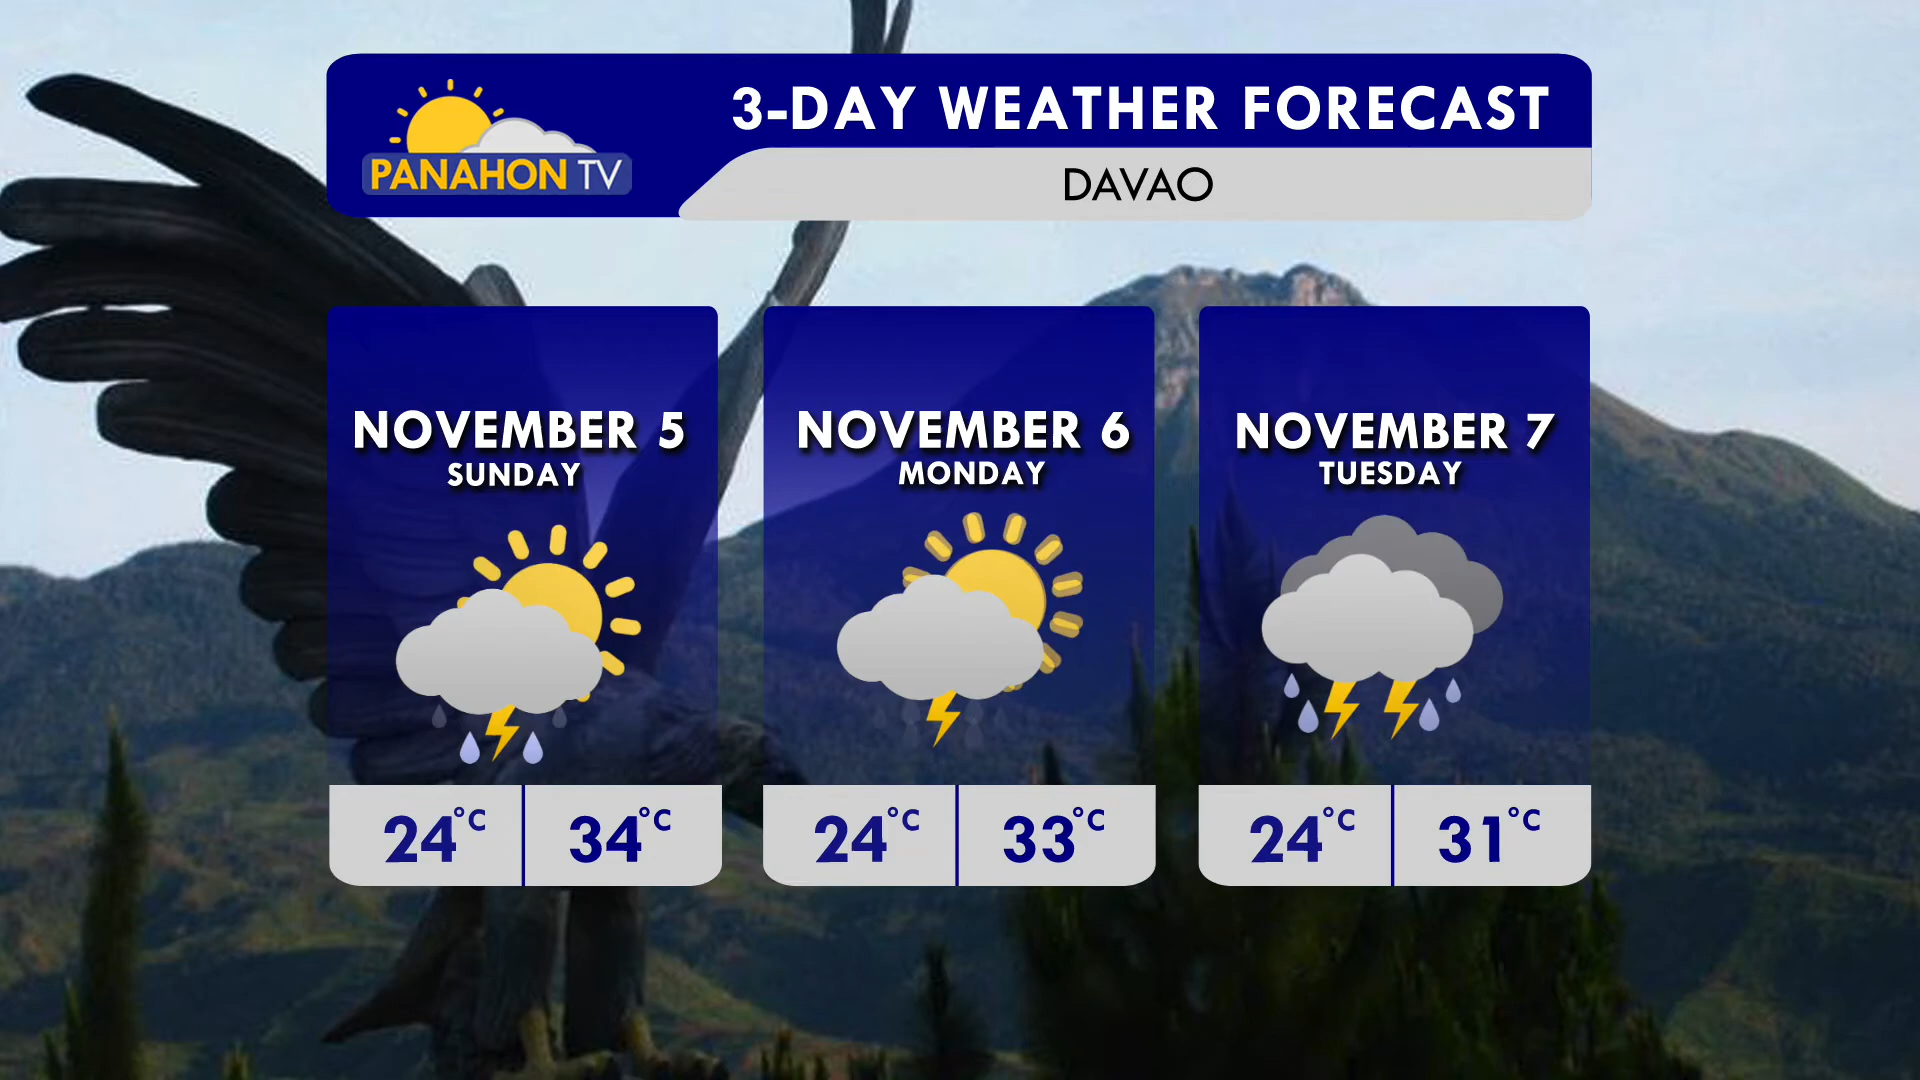 PANAHON TV
3-DAY WEATHER FORECAST
DAVAO
NOVEMBER 5
SUNDAY
24°C
34°C
NOVEMBER 6
MONDAY
24°C
33°C
NOVEMBER 7
TUESDAY
24°C
31°C